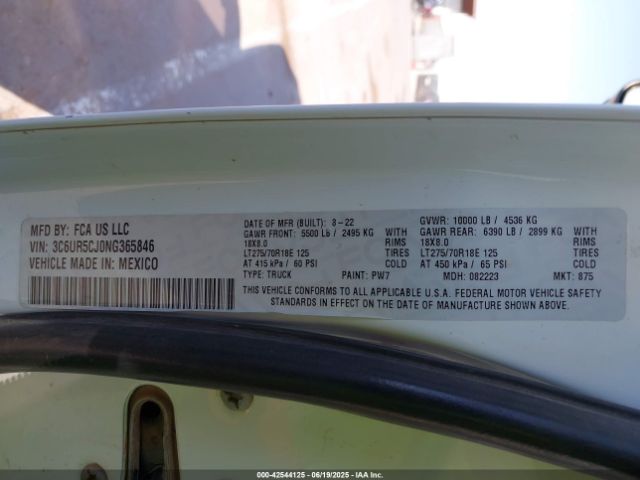 MFD BY: FCA US LLC
VIN: 3C6UR5CJ0NG365846
VEHICLE MADE IN: MEXICO
DATE OF MFR (BUILT): 8-22
GAWR FRONT: 5500 LB / 2495 KG WITH
18X8.0 RIMS
LT275/70R18E 125 TIRES
AT 415 kPa / 60 PSI COLD
TYPE: TRUCK PAINT: PW7
GVWR: 10000 LB / 4536 KG
GAWR REAR: 6390 LB / 2899 KG WITH
18X8.0 RIMS
LT275/70R18E 125 TIRES
AT 450 kPa / 65 PSI COLD
MDH: 082223 MKT: 875
THIS VEHICLE CONFORMS TO ALL APPLICABLE U.S.A. FEDERAL MOTOR VEHICLE SAFETY
STANDARDS IN EFFECT ON THE DATE OF MANUFACTURE SHOWN ABOVE.
000-42544125 - 06/19/2025 - IAAI.COM